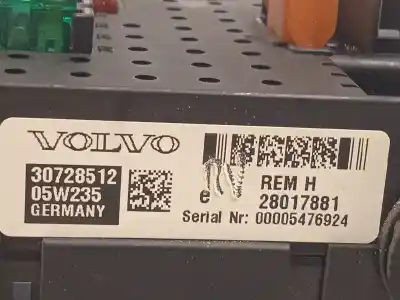 VOLVO
30728512
05W235
GERMANY
REM H
e 28017881
Serial Nr: 00005476924